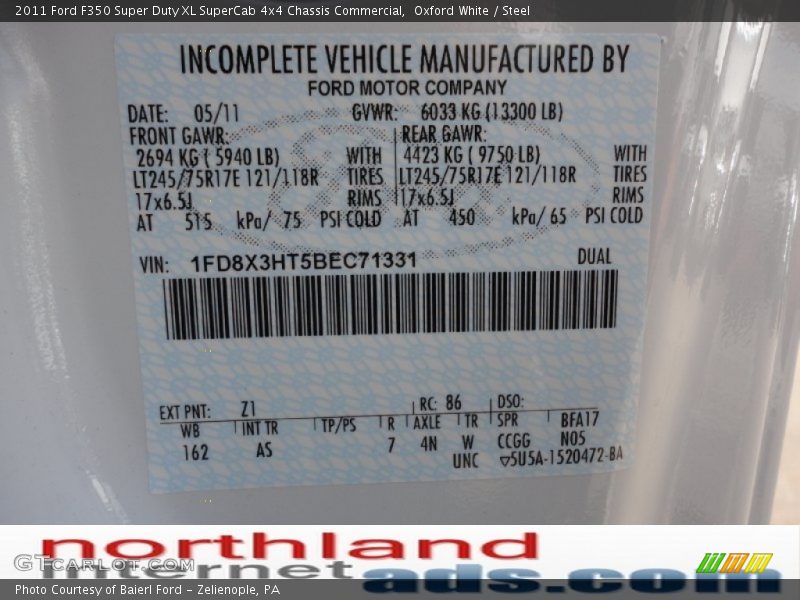 2011 Ford F350 Super Duty XL SuperCab 4x4 Chassis Commercial, Oxford White / Steel
INCOMPLETE VEHICLE MANUFACTURED BY
FORD MOTOR COMPANY
DATE: 05/11 GVWR: 6033 KG (13300 LB)
FRONT GAWR: REAR GAWR:
2694 KG ( 5940 LB) WITH 4423 KG ( 9750 LB) WITH
LT245/75R17E 121/118R TIRES LT245/75R17E 121/118R TIRES
17x6.5J RIMS 17x6.5J RIMS
AT 515 kPa/ 75 PSI COLD AT 450 kPa/ 65 PSI COLD
VIN: 1FD8X3HT5BEC71331 DUAL
EXT PNT: Z1 RC: 86 DSO:
WB INT TR TP/PS R AXLE TR SPR BFA17
162 AS 7 4N W CCGG N05
UNC ▽5U5A-1520472-BA
northland
internet ads.com
GTCarLot.com
Photo Courtesy of Baierl Ford - Zelienople, PA